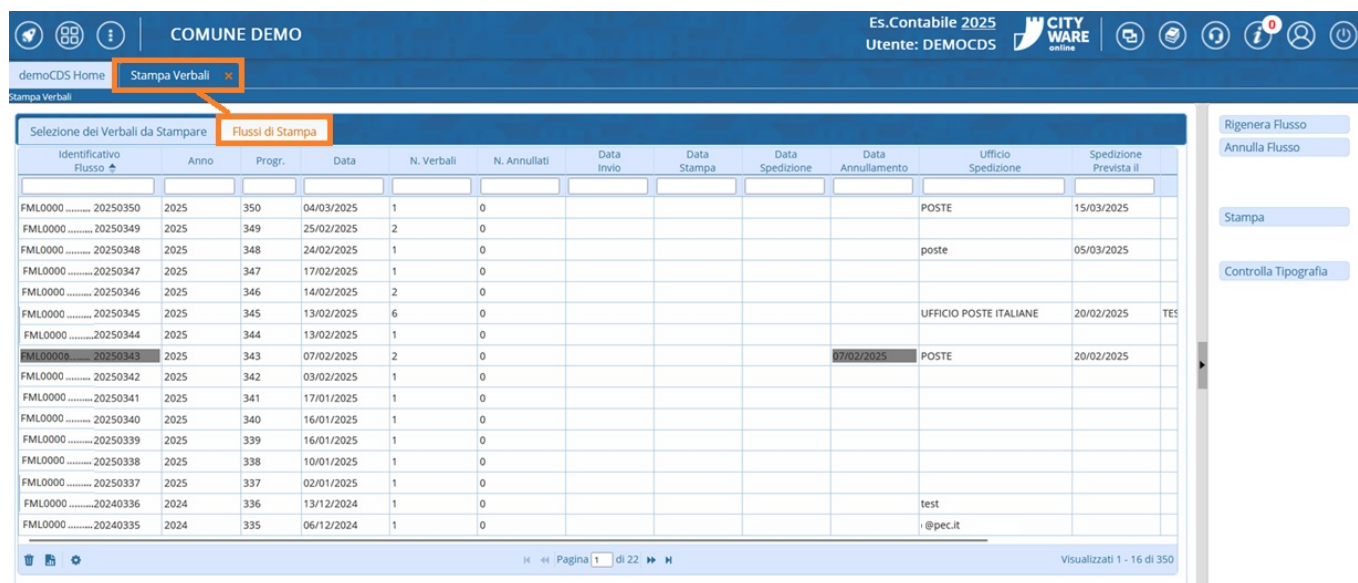 COMUNE DEMO
Es.Contabile 2025
Utente: DEMOCDS
CITY
WARE
online
0
demoCDS Home Stampa Verbali ×
Stampa Verbali
Selezione dei Verbali da Stampare Flussi di Stampa
Identificativo Flusso Anno Progr. Data N. Verbali N. Annullati Data Invio Data Stampa Data Spedizione Data Annullamento Ufficio Spedizione Spedizione Prevista il
FML0000 ......... 20250350 2025 350 04/03/2025 1 0 POSTE 15/03/2025
FML0000 ......... 20250349 2025 349 25/02/2025 2 0
FML0000 ......... 20250348 2025 348 24/02/2025 1 0 poste 05/03/2025
FML0000 ......... 20250347 2025 347 17/02/2025 1 0
FML0000 ......... 20250346 2025 346 14/02/2025 2 0
FML0000 ......... 20250345 2025 345 13/02/2025 6 0 UFFICIO POSTE ITALIANE 20/02/2025 TES
FML0000 .........20250344 2025 344 13/02/2025 1 0
FML00000......... 20250343 2025 343 07/02/2025 2 0 07/02/2025 POSTE 20/02/2025
FML0000 ......... 20250342 2025 342 03/02/2025 1 0
FML0000 ......... 20250341 2025 341 17/01/2025 1 0
FML0000 ......... 20250340 2025 340 16/01/2025 1 0
FML0000 ......... 20250339 2025 339 16/01/2025 1 0
FML0000 ......... 20250338 2025 338 10/01/2025 1 0
FML0000 ......... 20250337 2025 337 02/01/2025 1 0
FML0000 .........20240336 2024 336 13/12/2024 1 0 test
FML0000 .........20240335 2024 335 06/12/2024 1 0 @pec.it
Pagina 1 di 22
Visualizzati 1 - 16 di 350
Rigenera Flusso
Annulla Flusso
Stampa
Controlla Tipografia